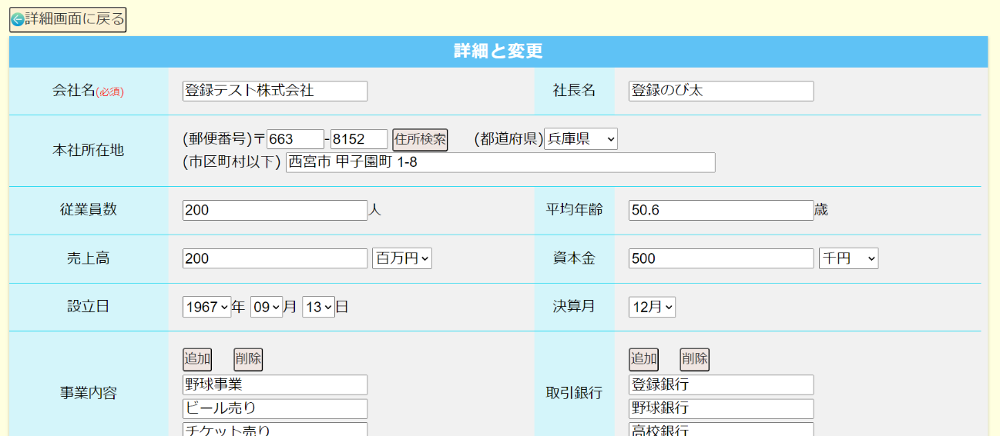 詳細画面に戻る
詳細と変更
会社名(必須) 登録テスト株式会社 社長名 登録のび太
本社所在地 (郵便番号)〒663-8152 住所検索 (都道府県)兵庫県
(市区町村以下) 西宮市 甲子園町 1-8
従業員数 200人 平均年齢 50.6歳
売上高 200 百万円 資本金 500 千円
設立日 1967年 09月 13日 決算月 12月
追加 削除 追加 削除
事業内容 野球事業 取引銀行 登録銀行
ビール売り 野球銀行
チケット売り 高校銀行